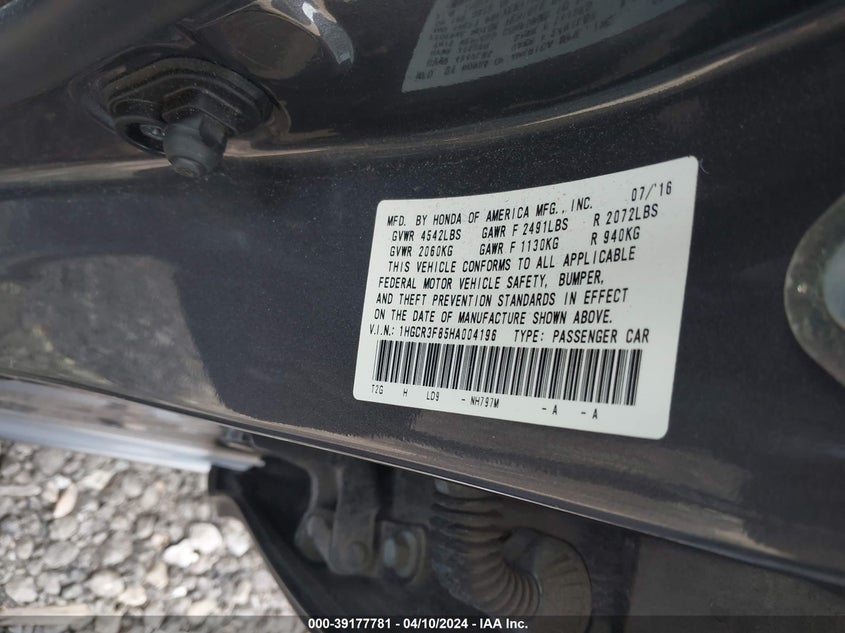 07/'16
MFD. BY HONDA OF AMERICA MFG., INC.
GVWR 4542LBS GAWR F 2491LBS R 2072LBS
GVWR 2060KG GAWR F 1130KG R 940KG
THIS VEHICLE CONFORMS TO ALL APPLICABLE
FEDERAL MOTOR VEHICLE SAFETY, BUMPER,
AND THEFT PREVENTION STANDARDS IN EFFECT
ON THE DATE OF MANUFACTURE SHOWN ABOVE.
V.I.N.: 1HGCR3F85HA004196 TYPE: PASSENGER CAR
T2G H LD9 - NH797M - A - A
000-39177781 - 04/10/2024 - IAA Inc.